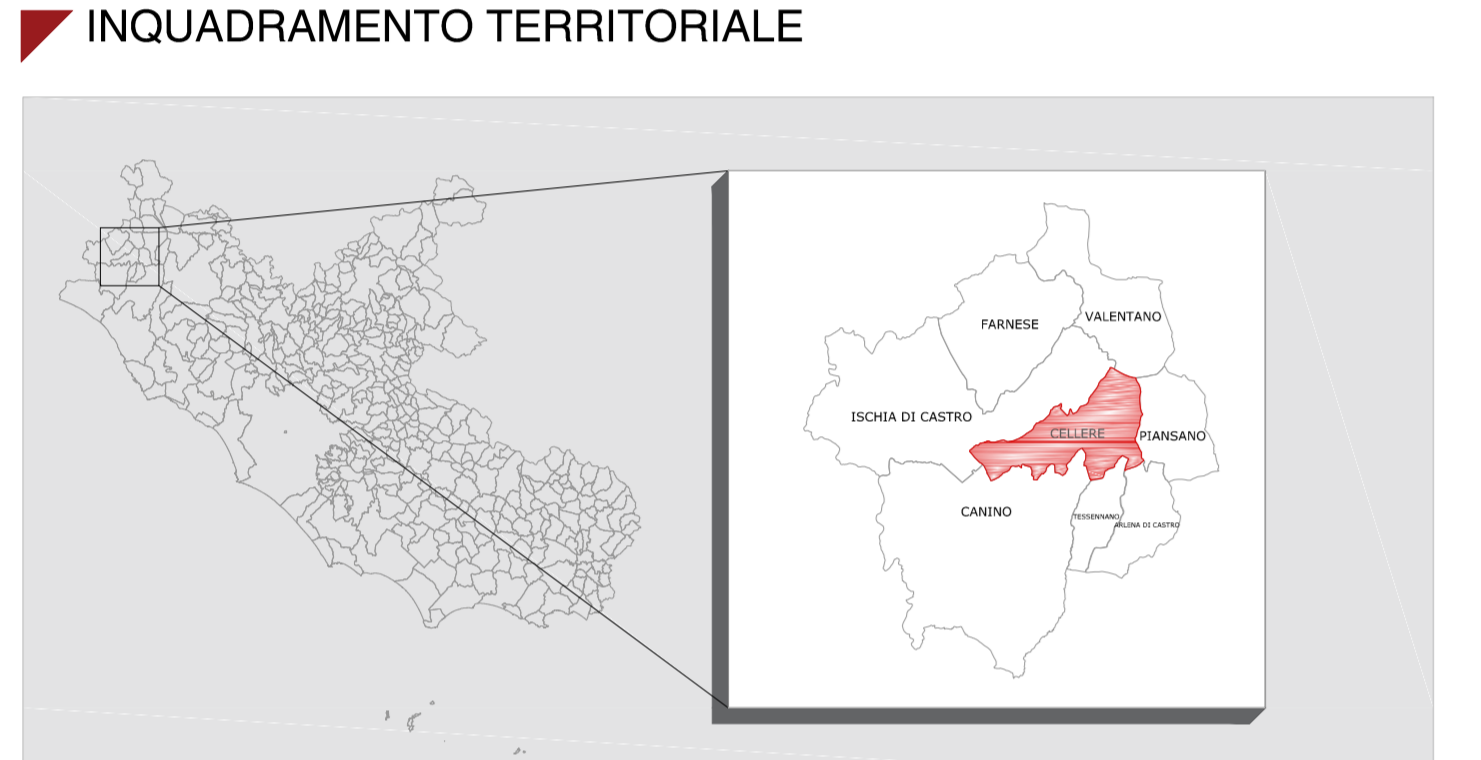 INQUADRAMENTO TERRITORIALE
VALENTANO
FARNESE
ISCHIA DI CASTRO
CELLERE
PIANSANO
CANINO
TESSENNANO
ARLENA DI CASTRO